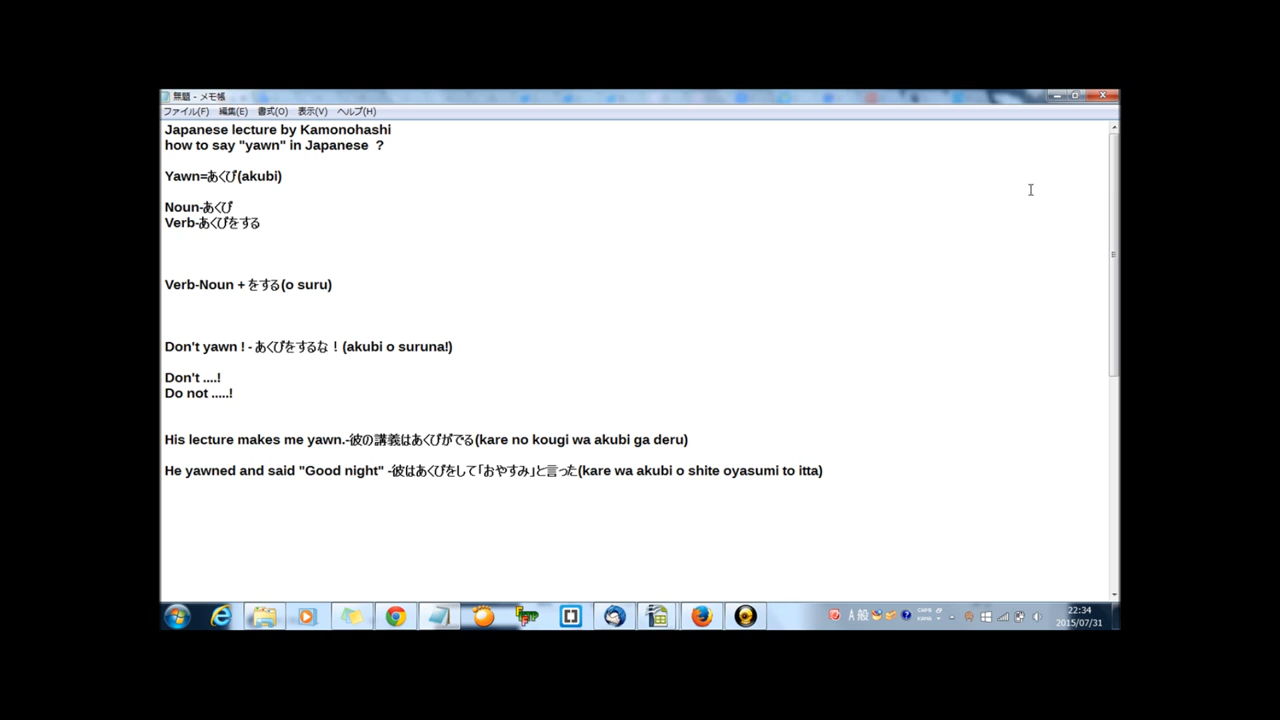 無題 - メモ帳
ファイル(F) 編集(E) 書式(O) 表示(V) ヘルプ(H)
Japanese lecture by Kamonohashi
how to say "yawn" in Japanese ?
Yawn=あくび(akubi)
Noun-あくび
Verb-あくびをする
Verb-Noun + をする(o suru)
Don't yawn ! - あくびをするな！(akubi o suruna!)
Don't ....!
Do not .....!
His lecture makes me yawn.-彼の講義はあくびがでる(kare no kougi wa akubi ga deru)
He yawned and said "Good night" -彼はあくびをして「おやすみ」と言った(kare wa akubi o shite oyasumi to itta)
A 般 CAPS KANA
22:34
2015/07/31